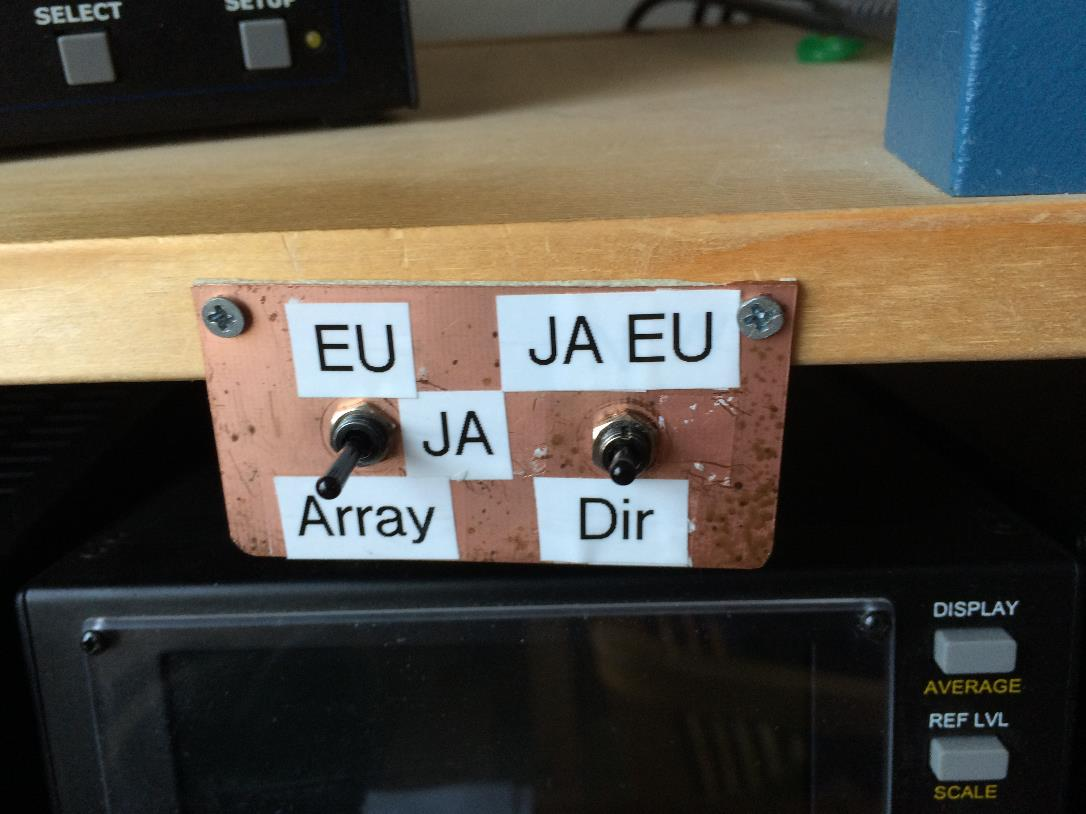 SELECT
SETUP
EU
JA EU
JA
Array
Dir
DISPLAY
AVERAGE
REF LVL
SCALE